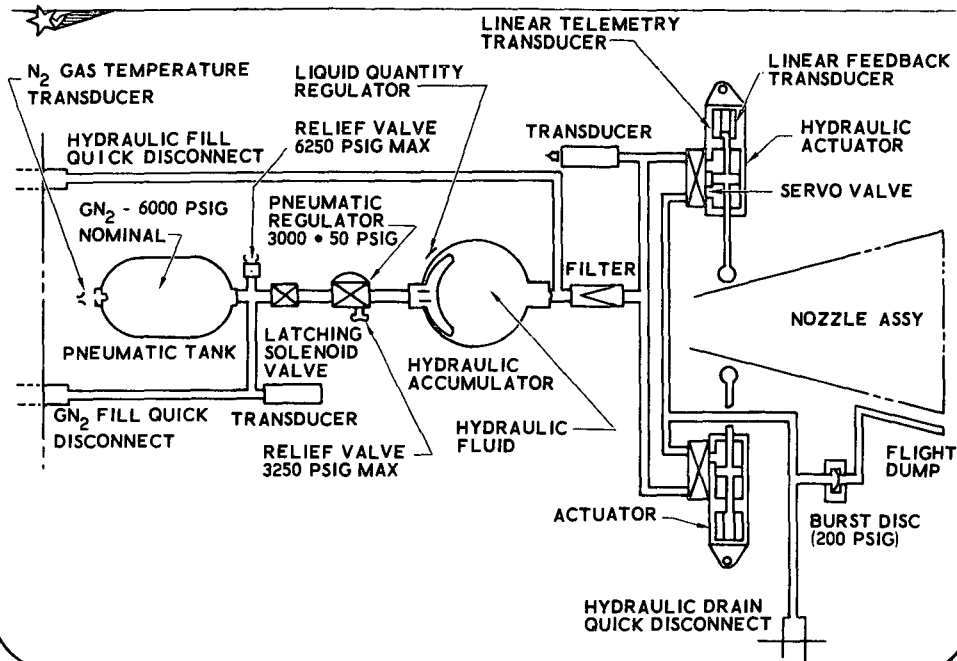 LINEAR TELEMETRY
TRANSDUCER
N₂ GAS TEMPERATURE
TRANSDUCER
LIQUID QUANTITY
REGULATOR
LINEAR FEEDBACK
TRANSDUCER
HYDRAULIC FILL
QUICK DISCONNECT
RELIEF VALVE
6250 PSIG MAX
TRANSDUCER
HYDRAULIC
ACTUATOR
SERVO VALVE
GN₂ - 6000 PSIG
NOMINAL
PNEUMATIC
REGULATOR
3000 • 50 PSIG
FILTER
NOZZLE ASSY
PNEUMATIC TANK
LATCHING
SOLENOID
VALVE
HYDRAULIC
ACCUMULATOR
GN₂ FILL QUICK
DISCONNECT
TRANSDUCER
HYDRAULIC
FLUID
RELIEF VALVE
3250 PSIG MAX
FLIGHT
DUMP
ACTUATOR
BURST DISC
(200 PSIG)
HYDRAULIC DRAIN
QUICK DISCONNECT